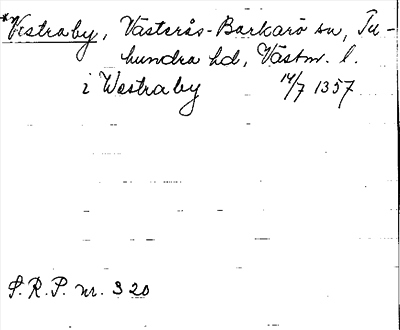 *Vestraby, Västerås-Barkarö sn, Tu-
hundra hd, Västm. l.
i Westraby 14/7 1357
S.R.P. nr. 320